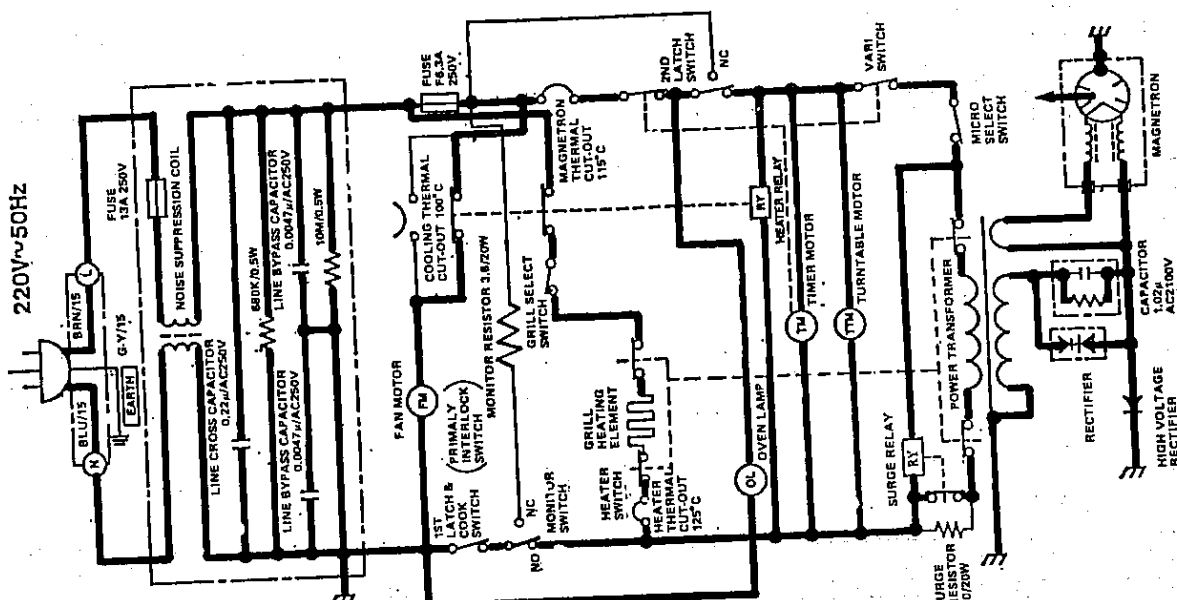 220V~50Hz
BLU/15
N
BRN/15
L
G-Y/15
EARTH
FUSE
13A 250V
NOISE SUPPRESSION COIL
LINE CROSS CAPACITOR
0.22µ/AC250V
680K/0.5W
LINE BYPASS CAPACITOR
0.0047µ/AC250V
LINE BYPASS CAPACITOR
0.0047µ/AC250V
10M/0.5W
FUSE
F6.3A
250V
FAN MOTOR
FM
COOLING THERMAL
CUT-OUT 100°C
(PRIMALY
INTERLOCK
SWITCH)
1ST
LATCH &
COOK
SWITCH
MONITOR RESISTOR 3.6/20W
NC
NO
MONITOR
SWITCH
GRILL SELECT
SWITCH
MAGNETRON
THERMAL
CUT-OUT
115°C
2ND
LATCH
SWITCH
NC
GRILL
HEATING
ELEMENT
HEATER
SWITCH
HEATER
THERMAL
CUT-OUT
125°C
OL
OVEN LAMP
RY
HEATER RELAY
TM
TIMER MOTOR
TTM
TURNTABLE MOTOR
VARI
SWITCH
MICRO
SELECT
SWITCH
SURGE RELAY
RY
POWER TRANSFORMER
MAGNETRON
CAPACITOR
1.02µ
AC2100V
RECTIFIER
HIGH VOLTAGE
RECTIFIER